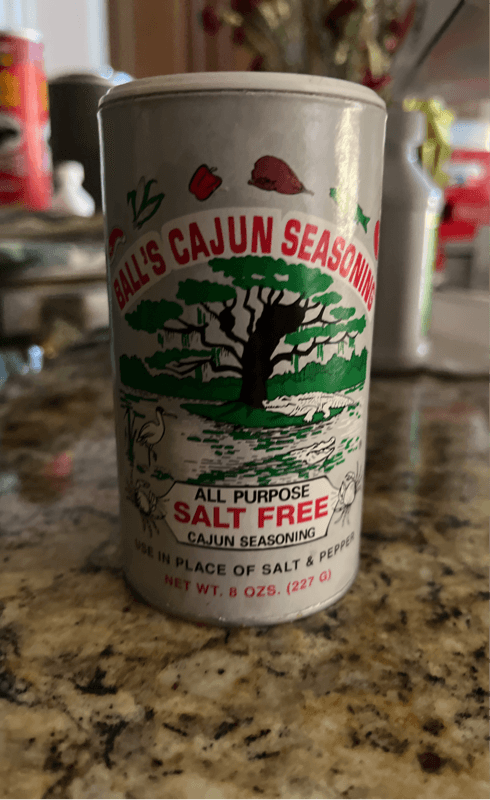 BALL'S CAJUN SEASONING
ALL PURPOSE
SALT FREE
CAJUN SEASONING
USE IN PLACE OF SALT & PEPPER
NET WT. 8 OZS. (227 G)